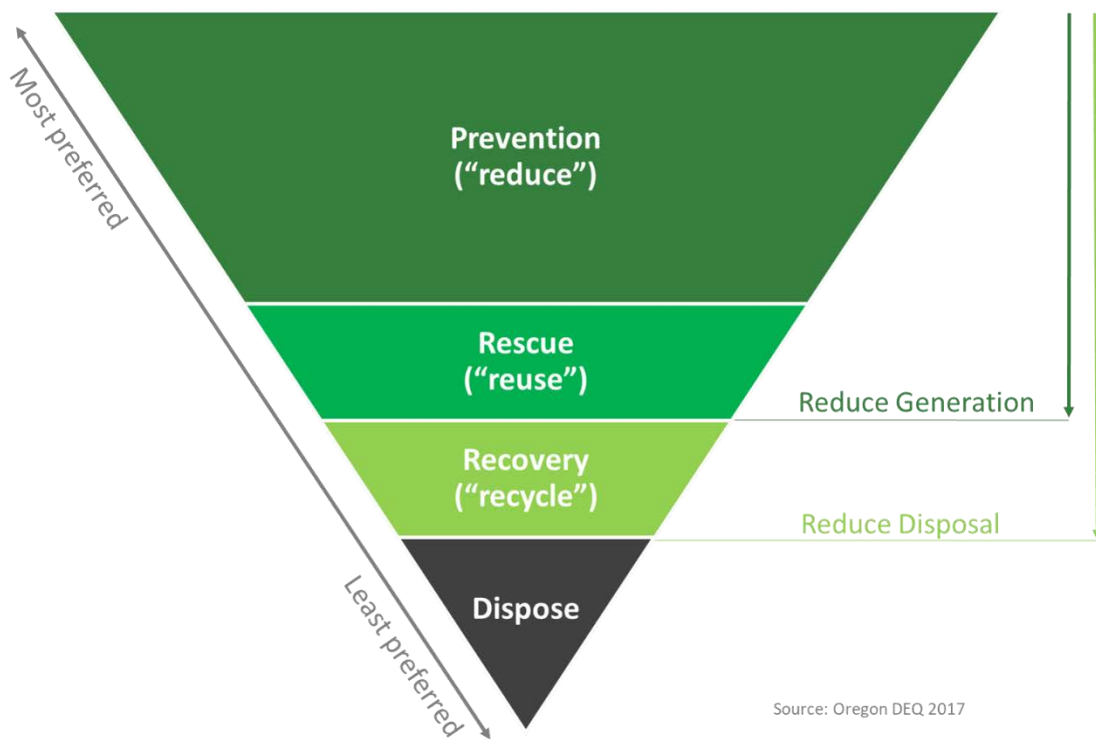 Most preferred
Prevention
(“reduce”)
Rescue
(“reuse”)
Reduce Generation
Recovery
(“recycle”)
Reduce Disposal
Least preferred
Dispose
Source: Oregon DEQ 2017